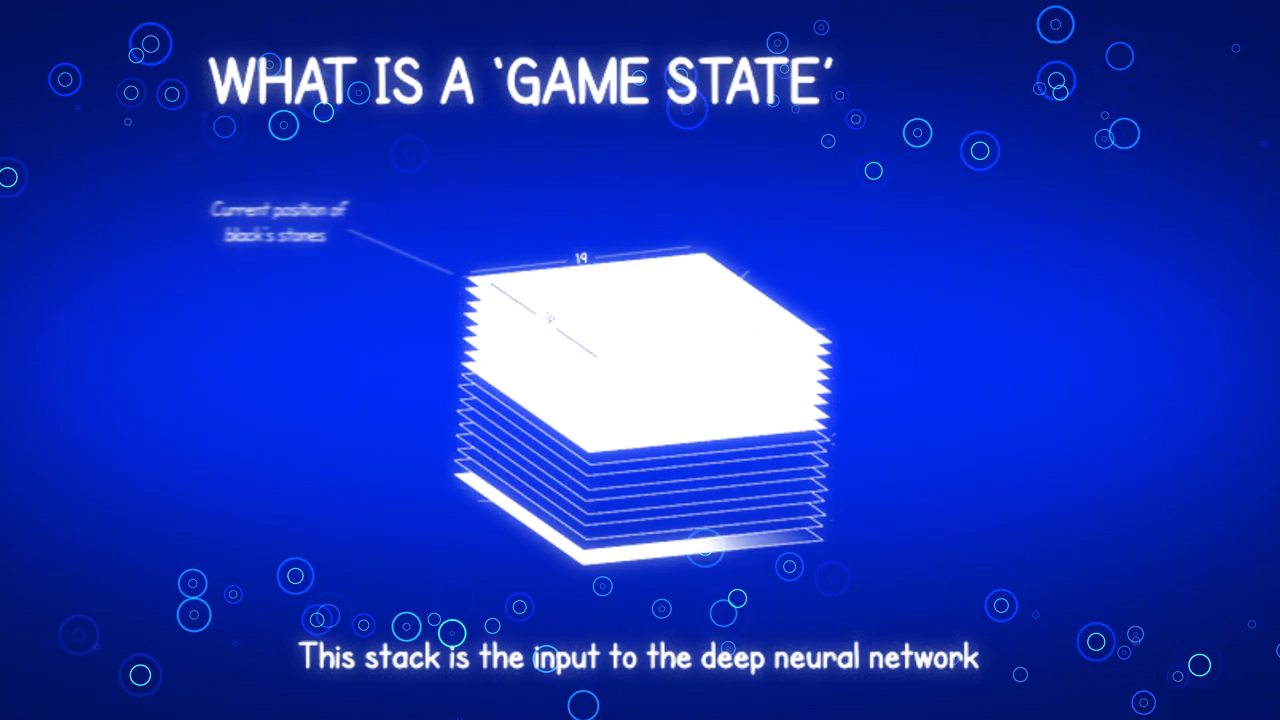 WHAT IS A ‘GAME STATE’
Current position of
black's stones
19
19
This stack is the input to the deep neural network